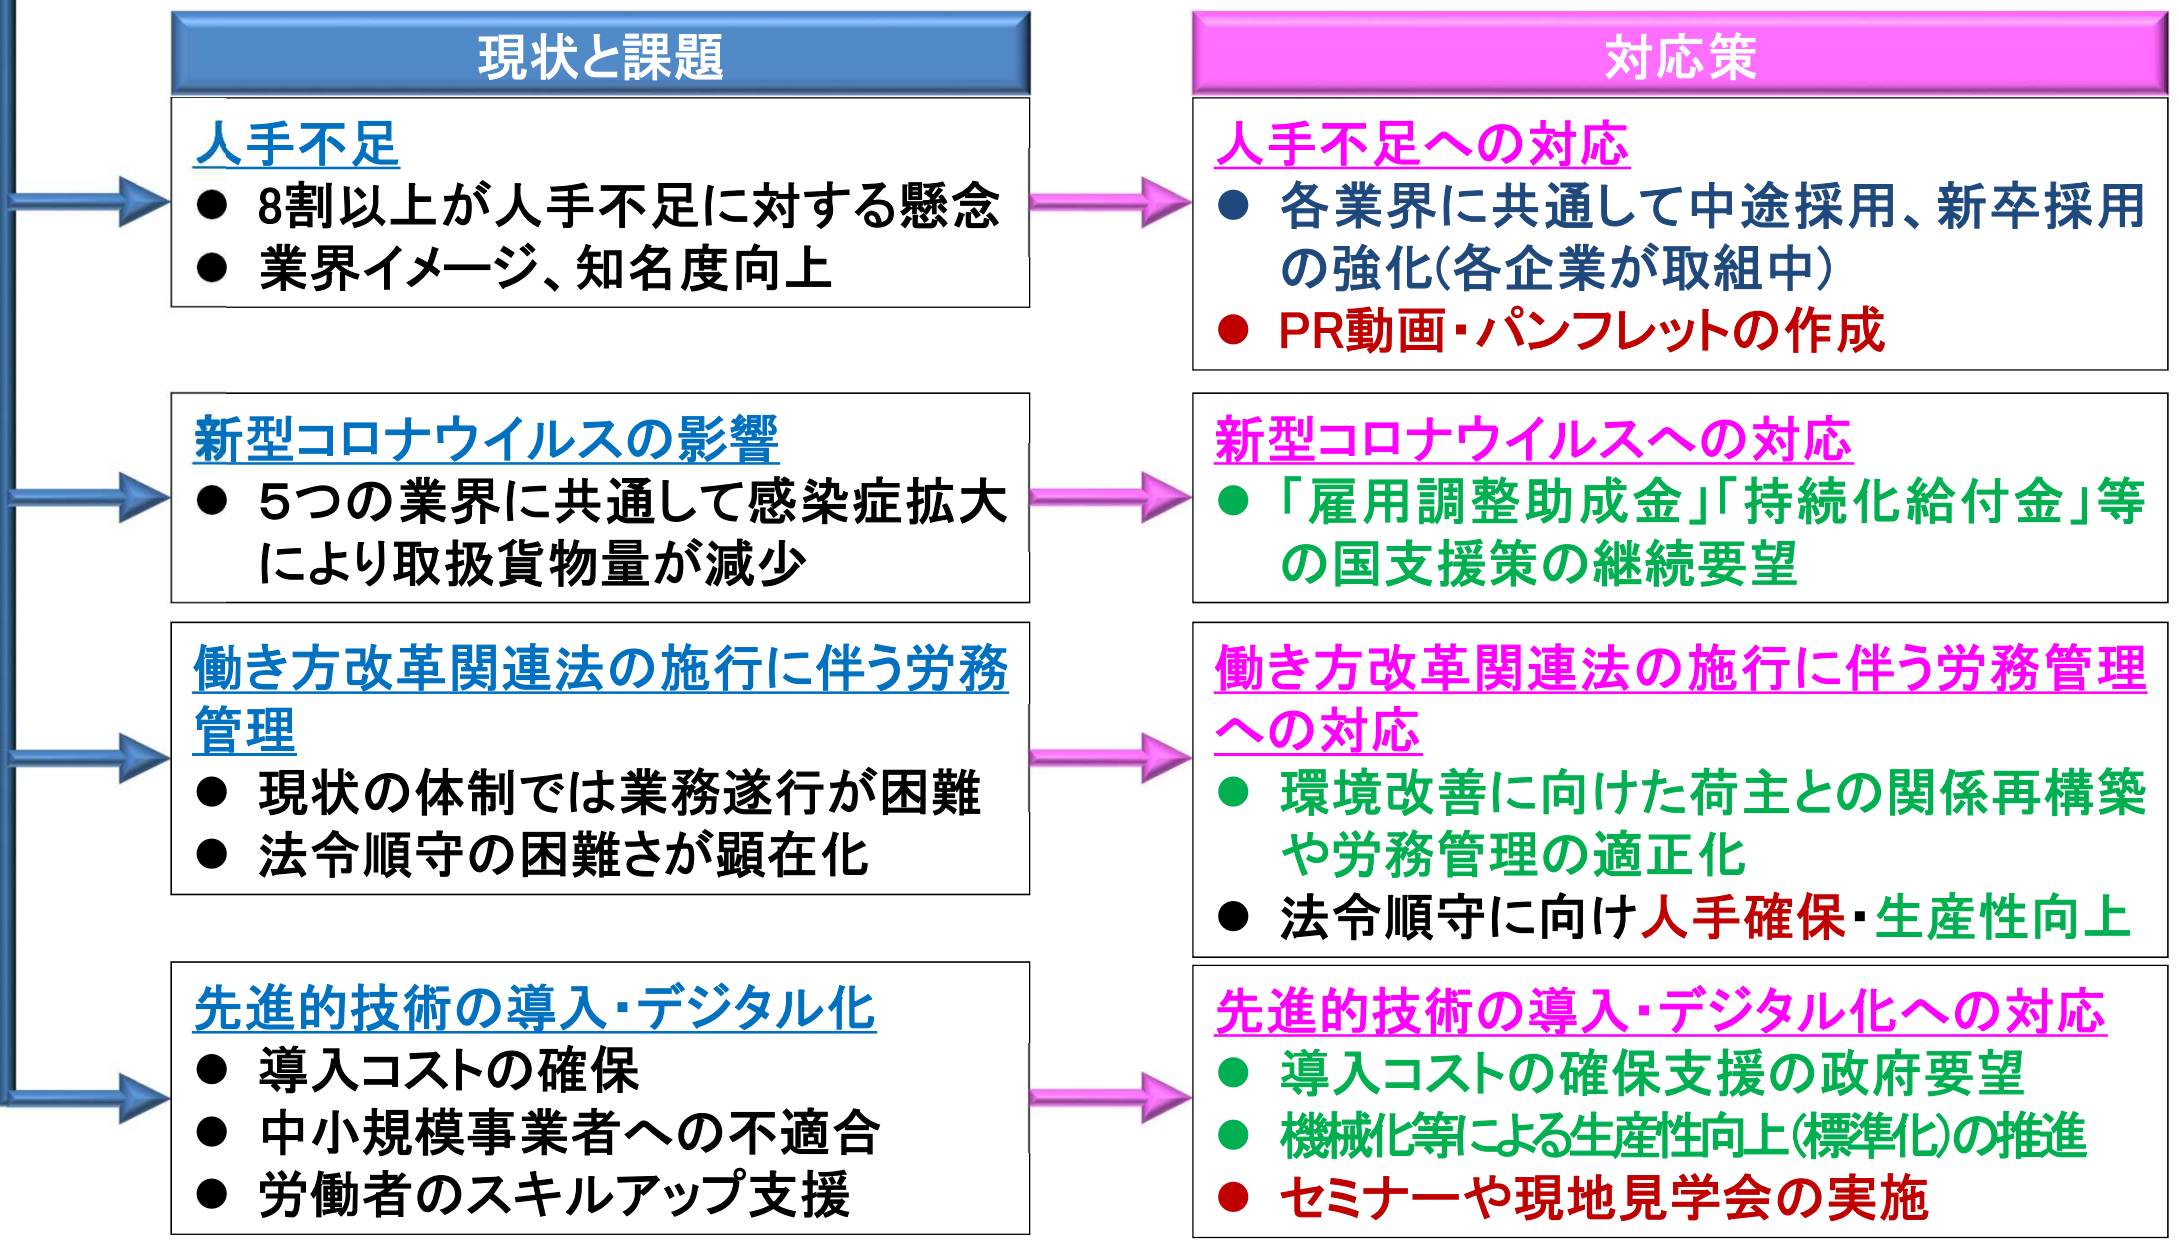 現状と課題
人手不足
● 8割以上が人手不足に対する懸念
● 業界イメージ、知名度向上
新型コロナウイルスの影響
● 5つの業界に共通して感染症拡大
により取扱貨物量が減少
働き方改革関連法の施行に伴う労務
管理
● 現状の体制では業務遂行が困難
● 法令順守の困難さが顕在化
先進的技術の導入・デジタル化
● 導入コストの確保
● 中小規模事業者への不適合
● 労働者のスキルアップ支援
対応策
人手不足への対応
● 各業界に共通して中途採用、新卒採用
の強化(各企業が取組中)
● PR動画・パンフレットの作成
新型コロナウイルスへの対応
● 「雇用調整助成金」「持続化給付金」等
の国支援策の継続要望
働き方改革関連法の施行に伴う労務管理
への対応
● 環境改善に向けた荷主との関係再構築
や労務管理の適正化
● 法令順守に向け人手確保・生産性向上
先進的技術の導入・デジタル化への対応
● 導入コストの確保支援の政府要望
● 機械化等による生産性向上(標準化)の推進
● セミナーや現地見学会の実施